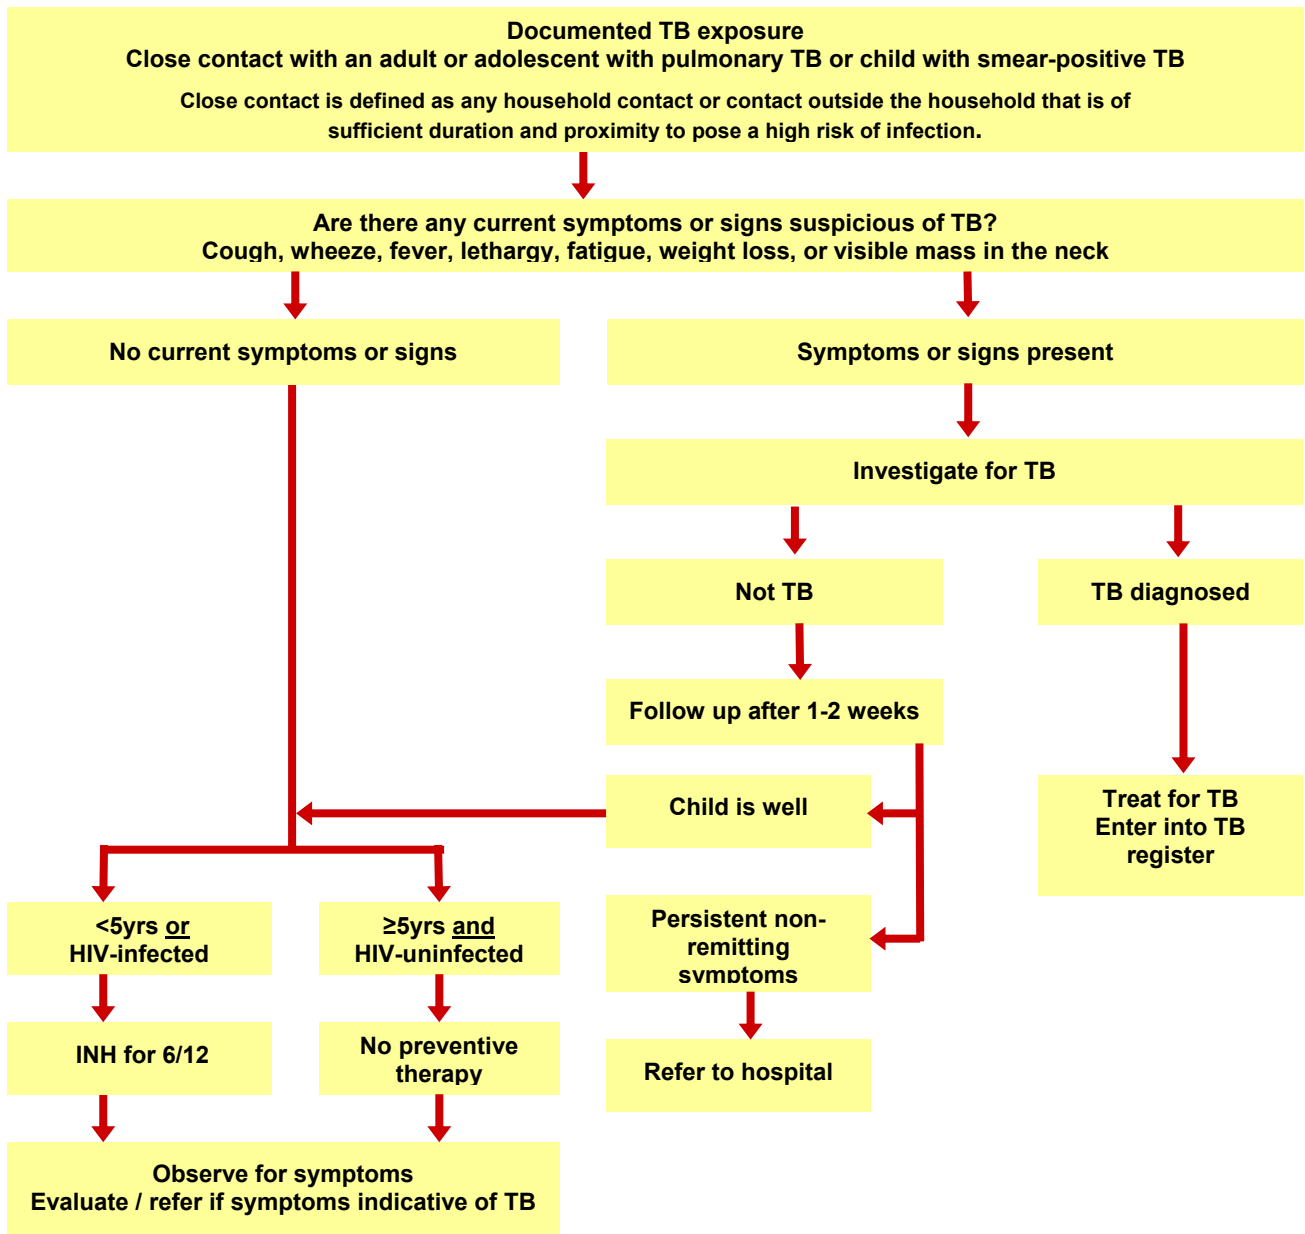 Documented TB exposure
Close contact with an adult or adolescent with pulmonary TB or child with smear-positive TB
Close contact is defined as any household contact or contact outside the household that is of
sufficient duration and proximity to pose a high risk of infection.
Are there any current symptoms or signs suspicious of TB?
Cough, wheeze, fever, lethargy, fatigue, weight loss, or visible mass in the neck
No current symptoms or signs
Symptoms or signs present
Investigate for TB
Not TB
TB diagnosed
Follow up after 1-2 weeks
Child is well
Treat for TB
Enter into TB
register
<5yrs or
HIV-infected
≥5yrs and
HIV-uninfected
Persistent non-
remitting
symptoms
INH for 6/12
No preventive
therapy
Refer to hospital
Observe for symptoms
Evaluate / refer if symptoms indicative of TB